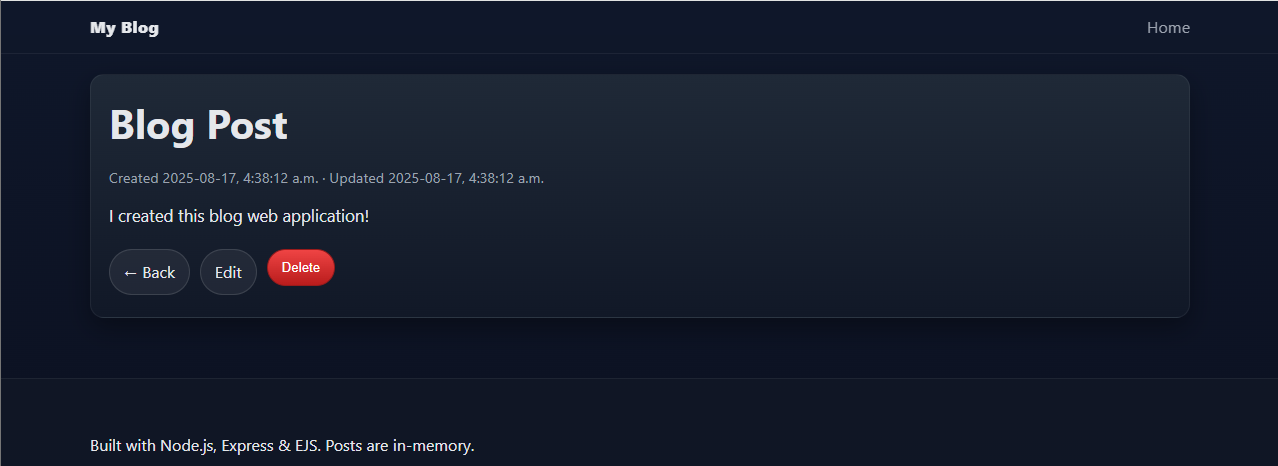 My Blog
Home
Blog Post
Created 2025-08-17, 4:38:12 a.m. · Updated 2025-08-17, 4:38:12 a.m.
I created this blog web application!
← Back
Edit
Delete
Built with Node.js, Express & EJS. Posts are in-memory.